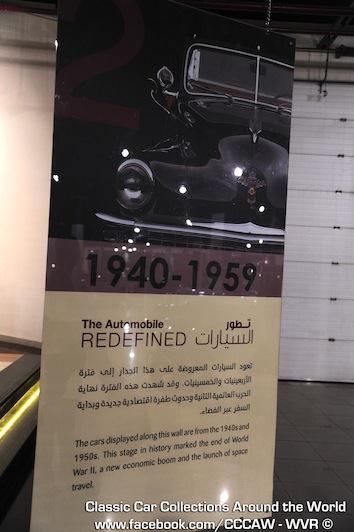 2
1940-1959
The Automobile
REDEFINED
تطور
السيارات
تعود السيارات المعروضة على هذا الجدار إلى فترة
الأربعينيات والخمسينيات. وقد شهدت هذه الفترة نهاية
الحرب العالمية الثانية وحدوث طفرة اقتصادية جديدة وبداية
السفر عبر الفضاء.
The cars displayed along this wall are from the 1940s and
1950s. This stage in history marked the end of World
War II, a new economic boom and the launch of space
travel.
Classic Car Collections Around the World
www.facebook.com/CCCAW - WVR ©